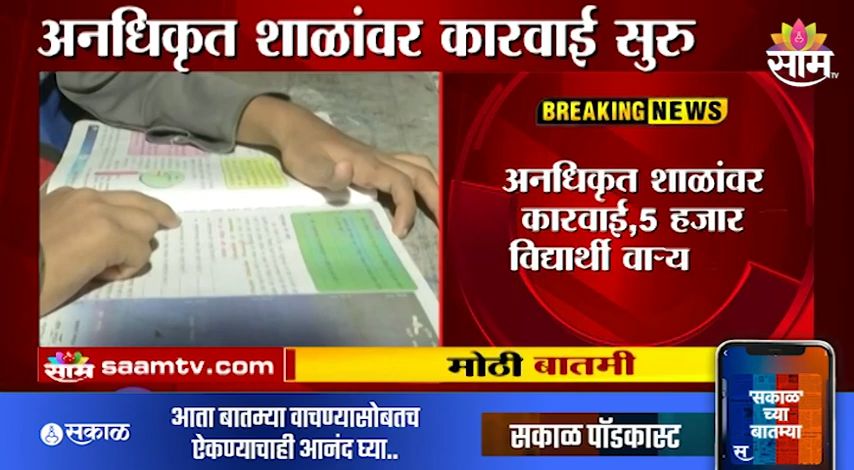 अनधिकृत शाळांवर कारवाई सुरु
साम TV
BREAKING NEWS
अनधिकृत शाळांवर
कारवाई,5 हजार
विद्यार्थी वाऱ्य
साम saamtv.com
मोठी बातमी
सकाळ
आता बातम्या वाचण्यासोबतच
ऐकण्याचाही आनंद घ्या..
सकाळ पॉडकास्ट
'सकाळ'
च्या
बातम्या
स